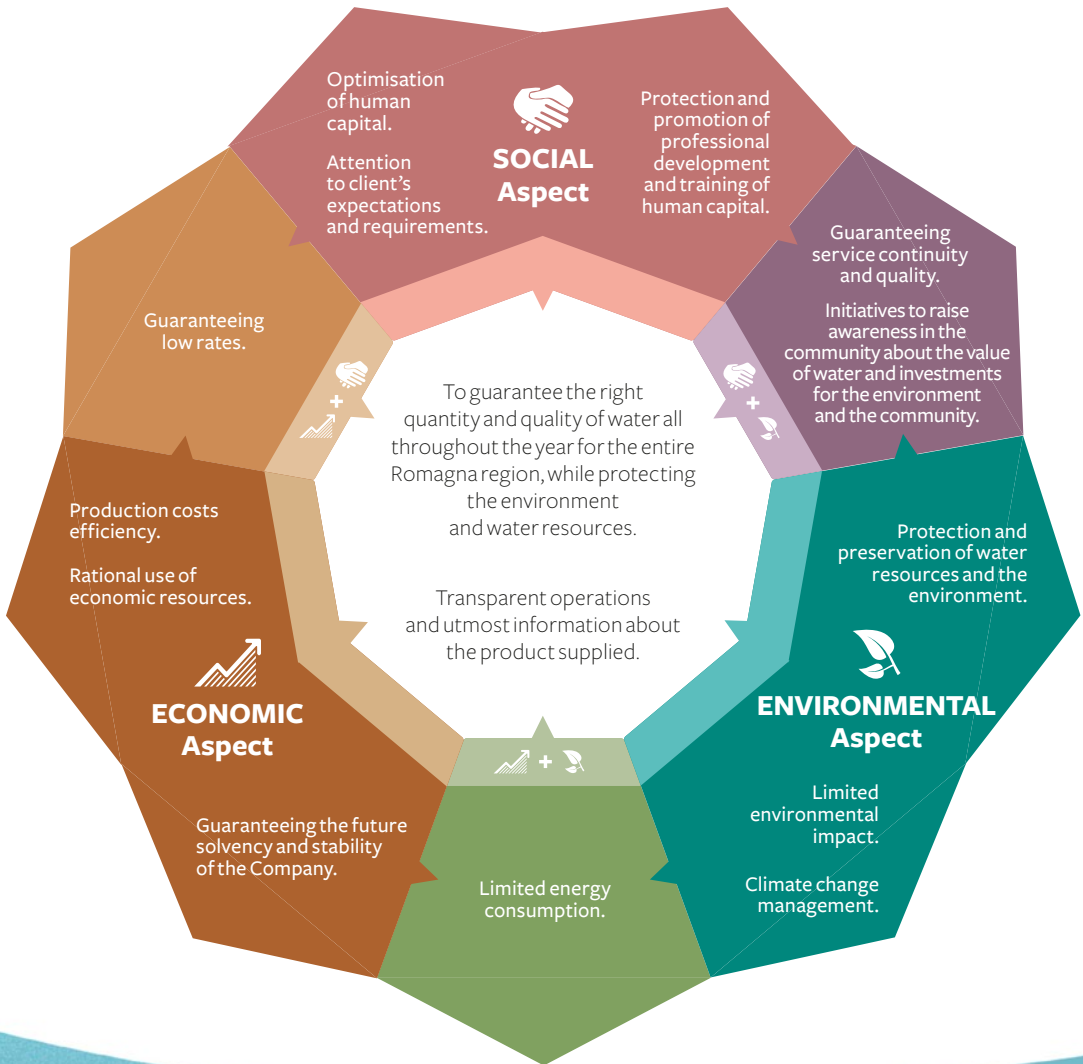 Optimisation
of human
capital.
Attention
to client's
expectations
and requirements.
SOCIAL
Aspect
Protection and
promotion of
professional
development
and training of
human capital.
Guaranteeing
service continuity
and quality.
Initiatives to raise
awareness in the
community about the value
of water and investments
for the environment
and the community.
Guaranteeing
low rates.
+
+
To guarantee the right
quantity and quality of water all
throughout the year for the entire
Romagna region, while protecting
the environment
and water resources.
Transparent operations
and utmost information about
the product supplied.
Production costs
efficiency.
Rational use of
economic resources.
ECONOMIC
Aspect
Guaranteeing the future
solvency and stability
of the Company.
Protection and
preservation of water
resources and the
environment.
ENVIRONMENTAL
Aspect
Limited
environmental
impact.
Climate change
management.
+
Limited energy
consumption.